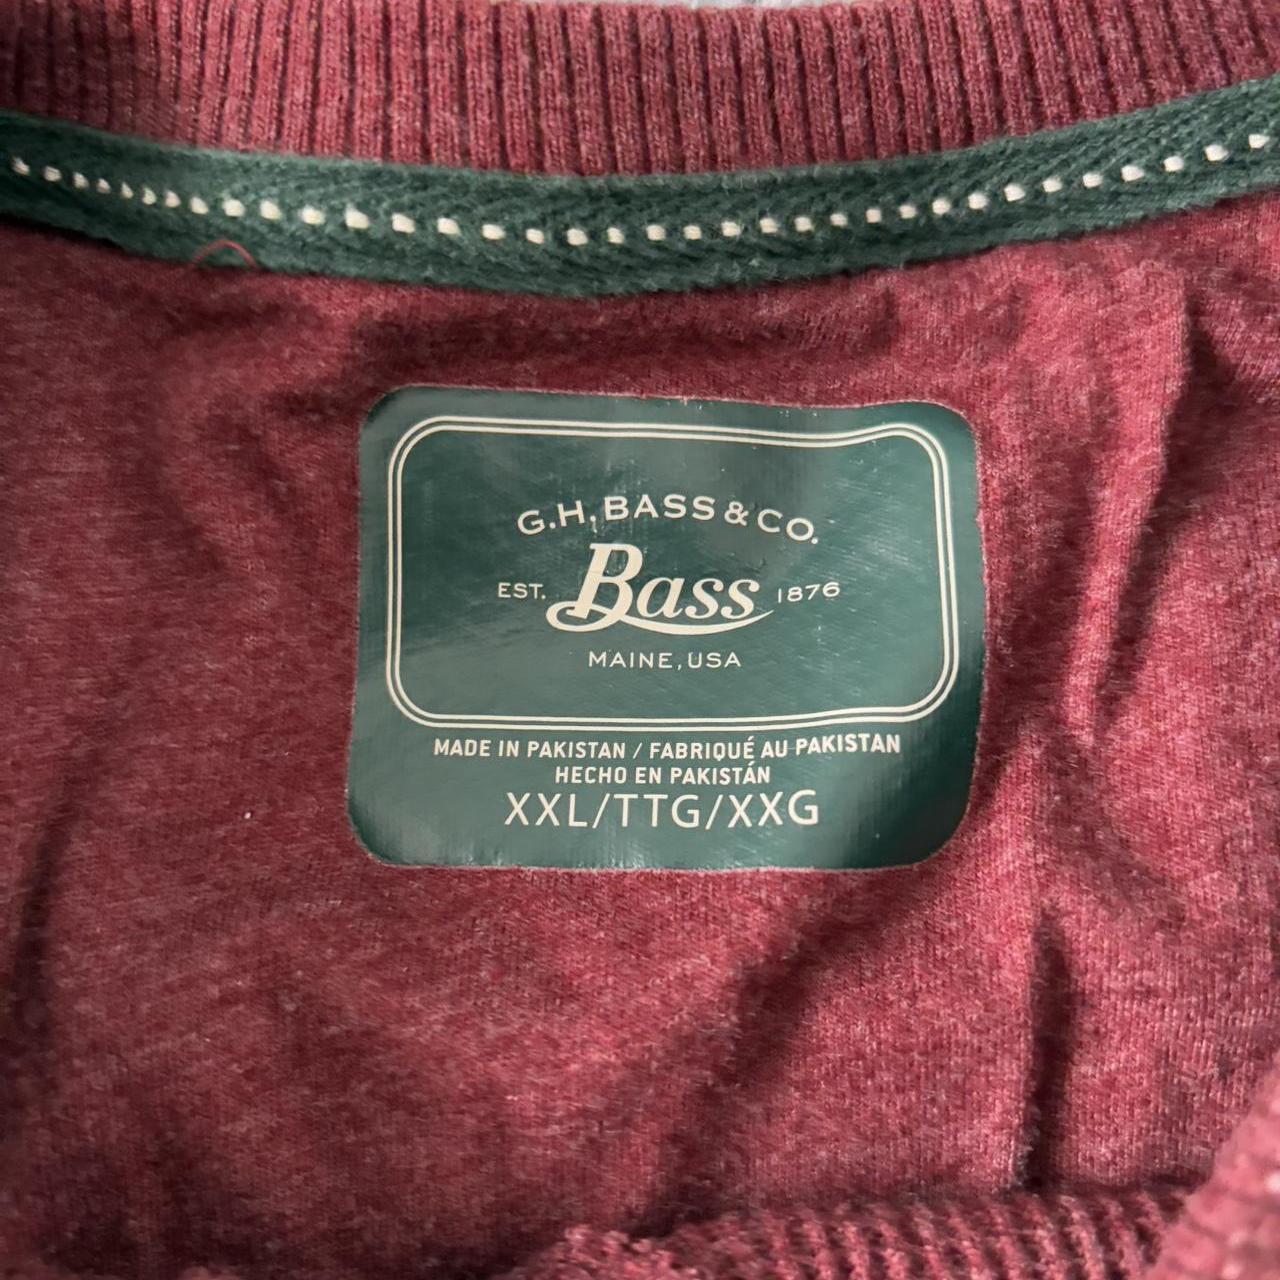 G.H. BASS & CO.
EST. Bass 1876
MAINE, USA
MADE IN PAKISTAN / FABRIQUÉ AU PAKISTAN
HECHO EN PAKISTÁN
XXL/TTG/XXG